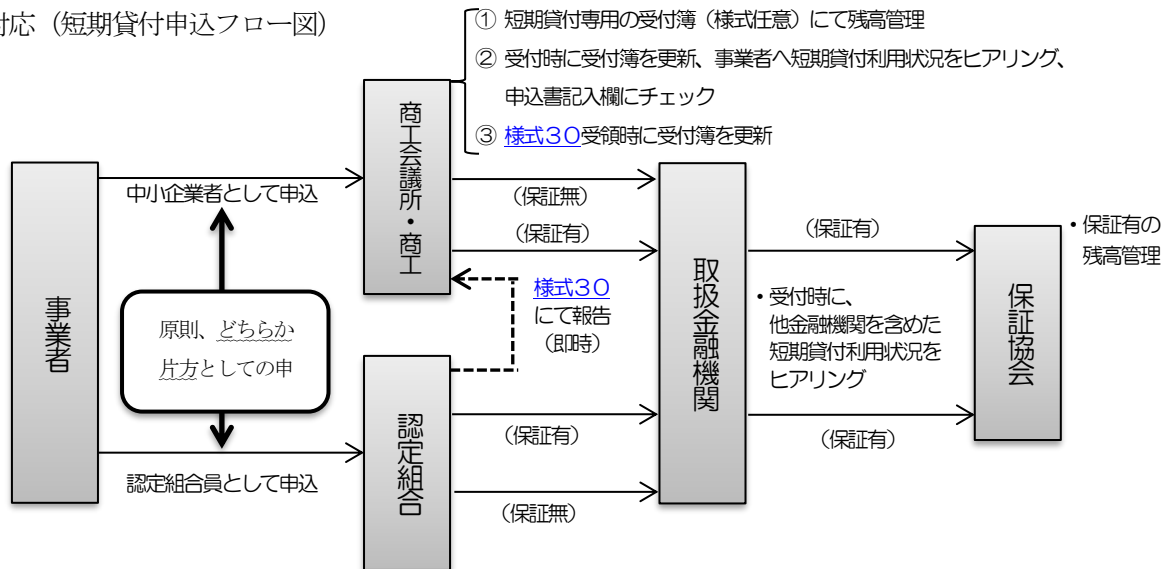 対応（短期貸付申込フロー図）
① 短期貸付専用の受付簿（様式任意）にて残高管理
② 受付時に受付簿を更新、事業者へ短期貸付利用状況をヒアリング、
申込書記入欄にチェック
③ 様式３０受領時に受付簿を更新
商工会議所・商工
事業者
中小企業者として申込
原則、どちらか
片方としての申
認定組合員として申込
認定組合
（保証無）
（保証有）
様式３０
にて報告
（即時）
（保証有）
（保証無）
取扱金融機関
（保証有）
・受付時に、
他金融機関を含めた
短期貸付利用状況を
ヒアリング
（保証有）
保証協会
・保証有の
残高管理